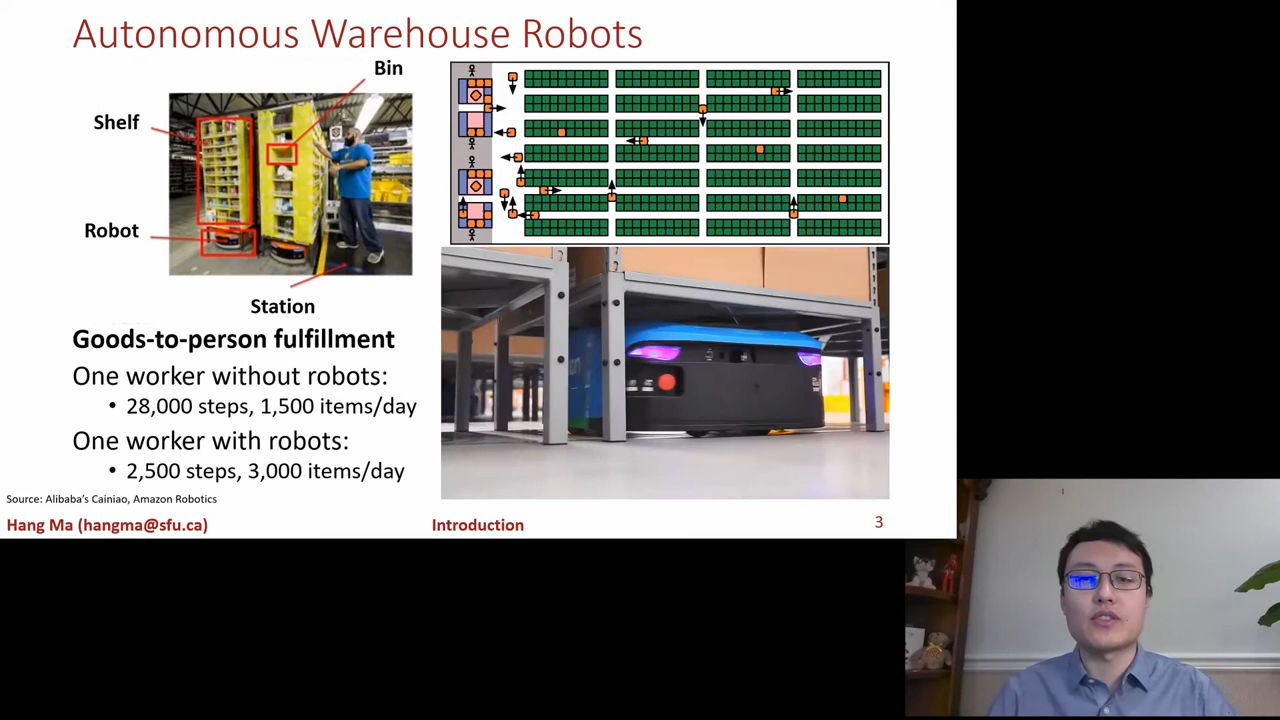 Autonomous Warehouse Robots
Bin
Shelf
Robot
Station
Goods-to-person fulfillment
One worker without robots:
• 28,000 steps, 1,500 items/day
One worker with robots:
• 2,500 steps, 3,000 items/day
Source: Alibaba's Cainiao, Amazon Robotics
Hang Ma (hangma@sfu.ca)
Introduction
3